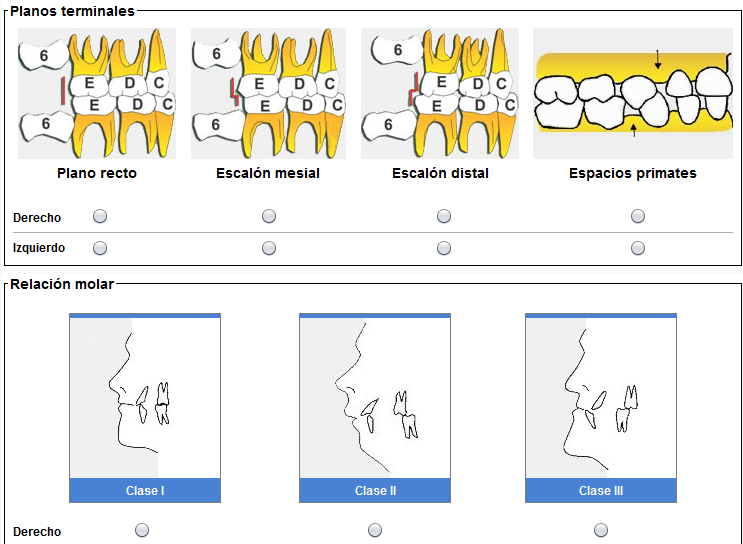 Planos terminales
6 E D C
E D C
6
6 E D C
E D C
6
6 E D C
E D C
6
Plano recto Escalón mesial Escalón distal Espacios primates
Derecho
Izquierdo
Relación molar
Clase I Clase II Clase III
Derecho